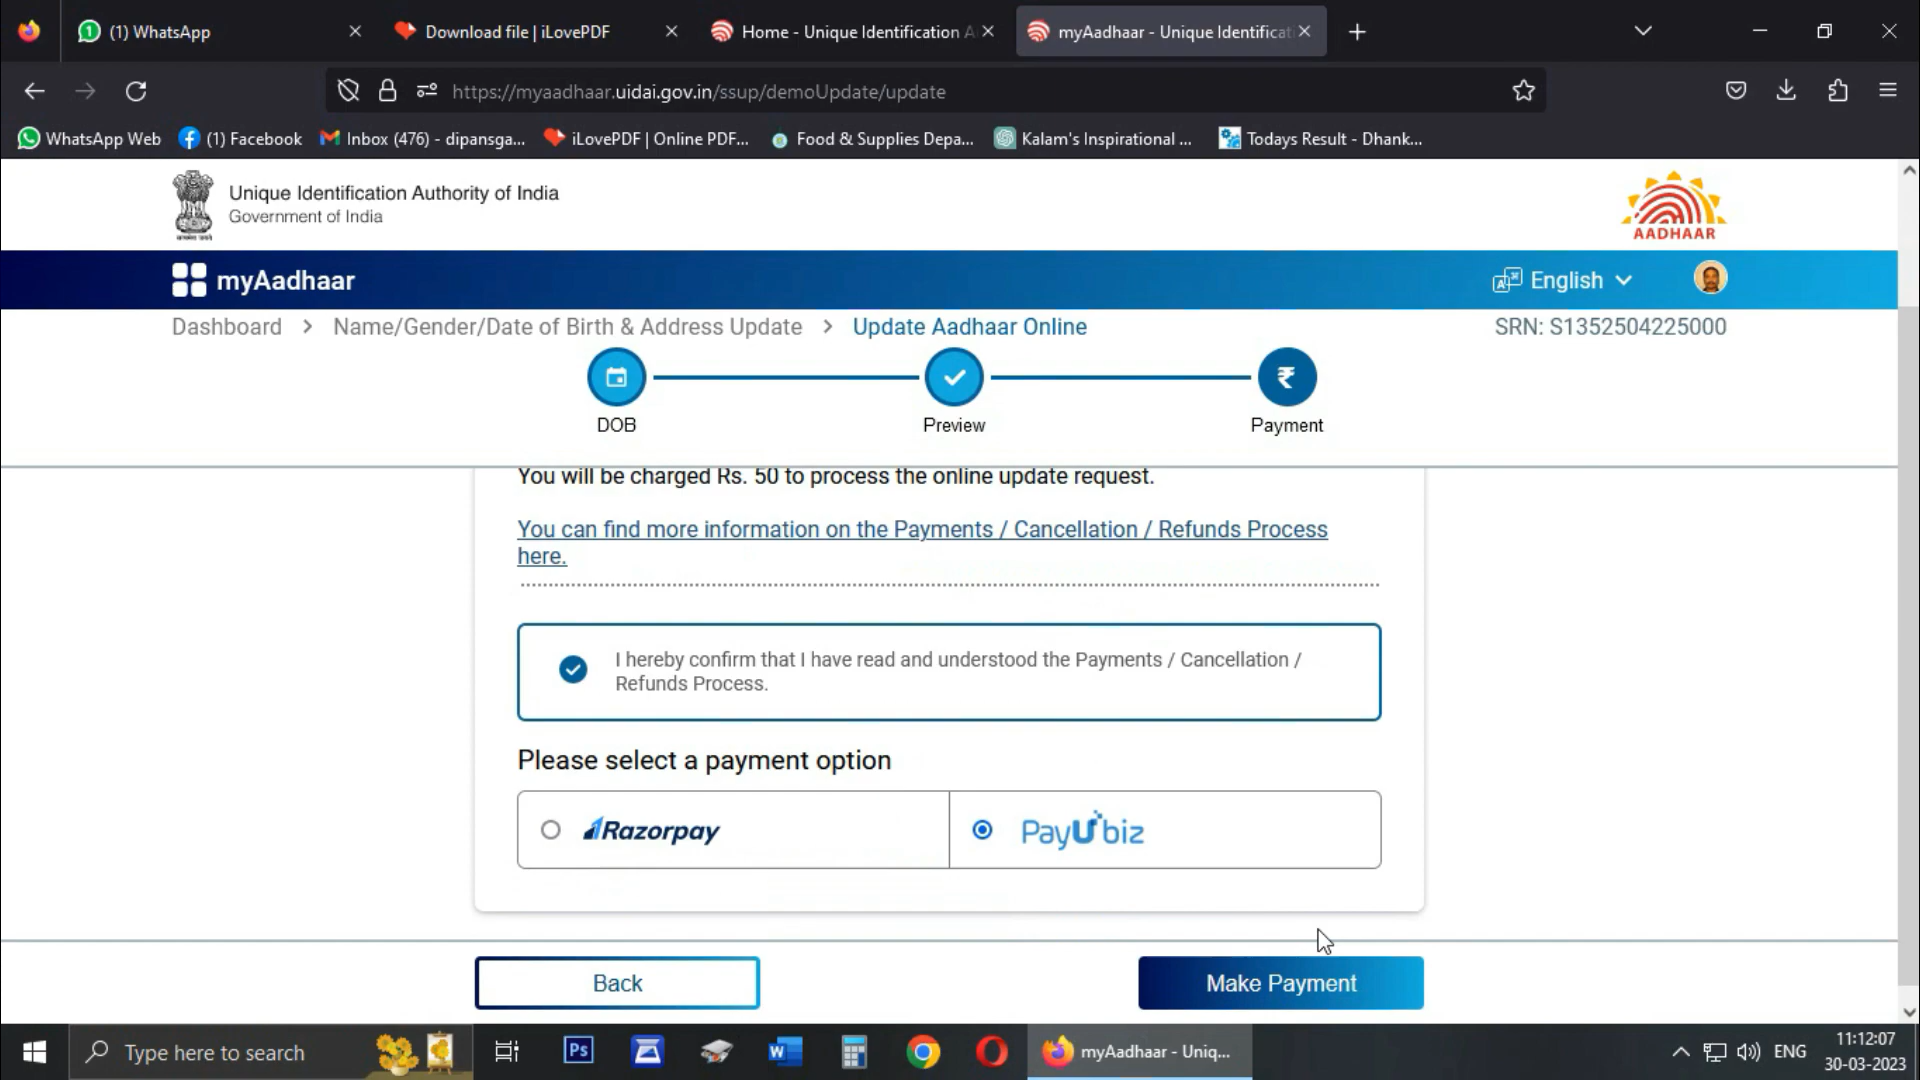 (1) WhatsApp
Download file | iLovePDF
Home - Unique Identification A
myAadhaar - Unique Identificat
https://myaadhaar.uidai.gov.in/ssup/demoUpdate/update
WhatsApp Web
(1) Facebook
Inbox (476) - dipansga...
iLovePDF | Online PDF...
Food & Supplies Depa...
Kalam's Inspirational ...
Todays Result - Dhank...
Unique Identification Authority of India
Government of India
AADHAAR
myAadhaar
English
Dashboard > Name/Gender/Date of Birth & Address Update > Update Aadhaar Online
SRN: S1352504225000
DOB
Preview
₹
Payment
You will be charged Rs. 50 to process the online update request.
You can find more information on the Payments / Cancellation / Refunds Process
here.
I hereby confirm that I have read and understood the Payments / Cancellation /
Refunds Process.
Please select a payment option
Razorpay
PayUbiz
Back
Make Payment
Type here to search
Ps
W
myAadhaar - Uniq...
ENG
11:12:07
30-03-2023